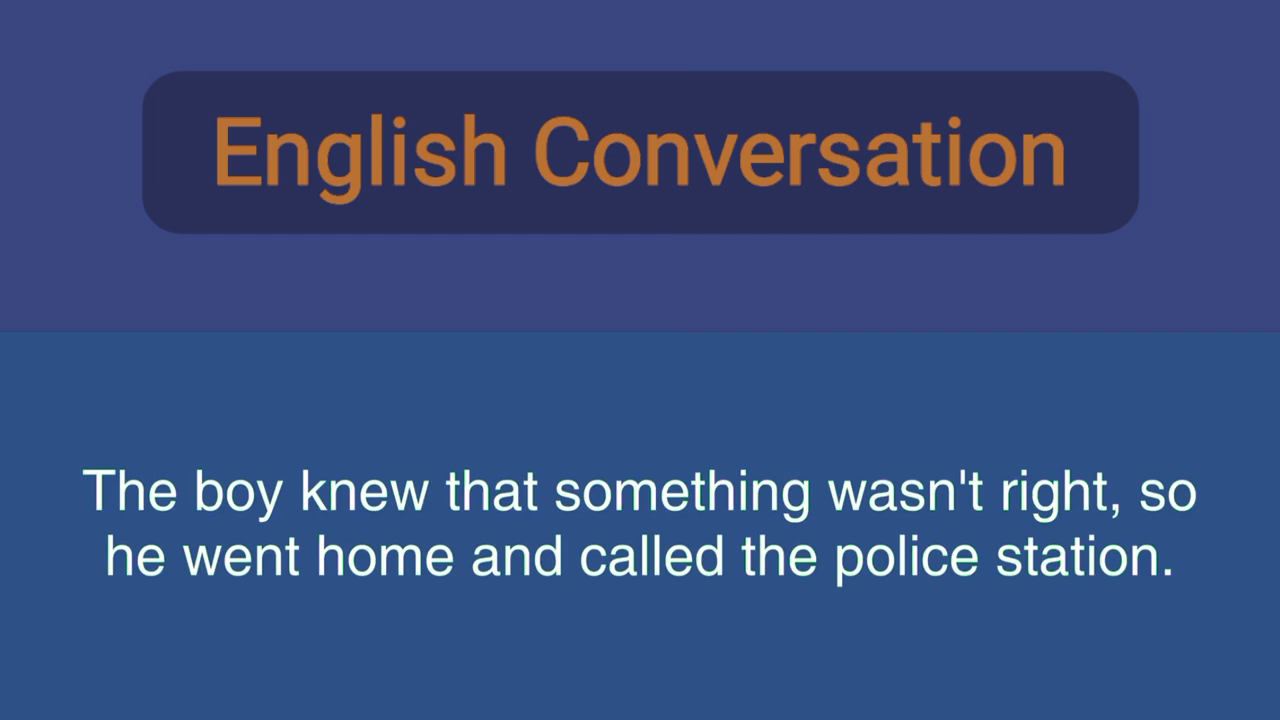 English Conversation
The boy knew that something wasn't right, so
he went home and called the police station.